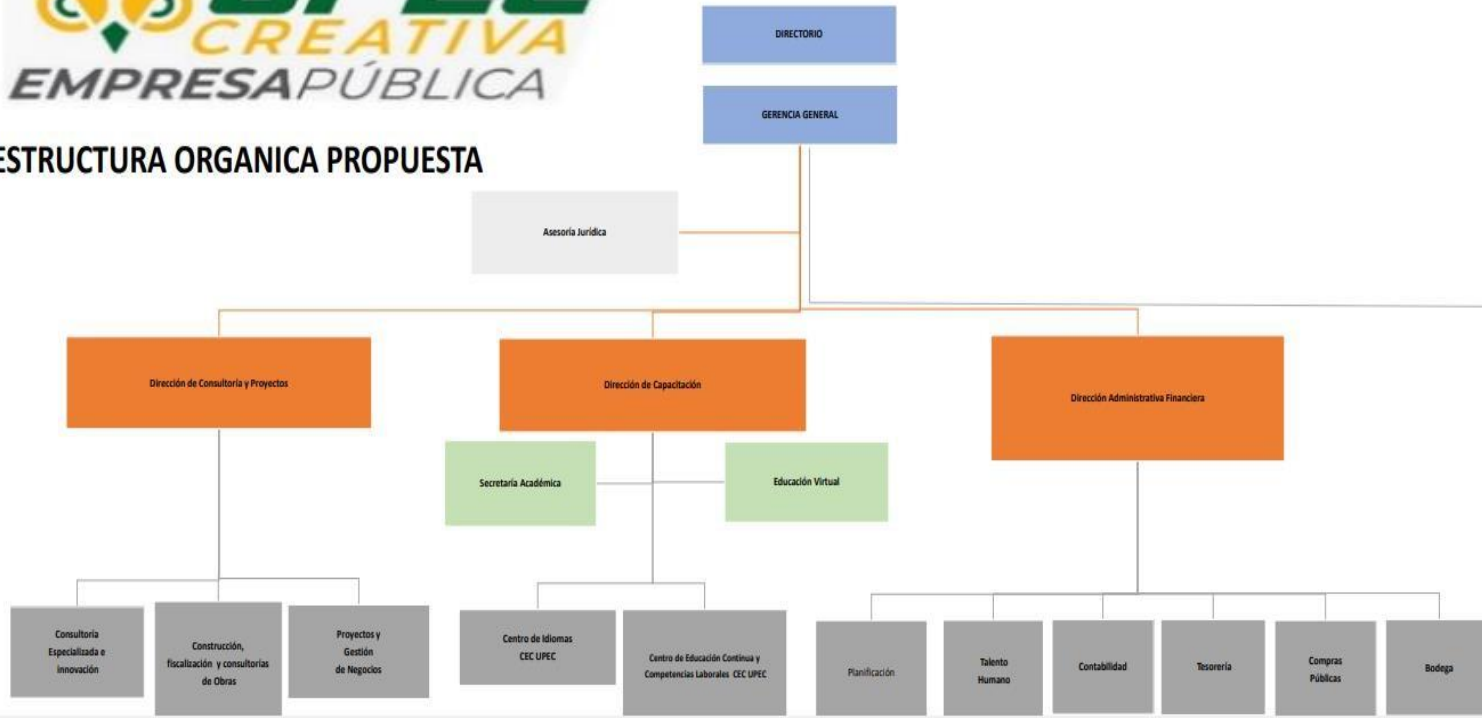 UPEC
CREATIVA
EMPRESAPÚBLICA
ESTRUCTURA ORGANICA PROPUESTA
DIRECTORIO
GERENCIA GENERAL
Asesoría Jurídica
Dirección de Consultoría y Proyectos
Dirección de Capacitación
Dirección Administrativa Financiera
Secretaría Académica
Educación Virtual
Consultoría
Especializada e
innovación
Construcción,
fiscalización y consultorías
de Obras
Proyectos y
Gestión
de Negocios
Centro de Idiomas
CEC UPEC
Centro de Educación Continua y
Competencias Laborales CEC UPEC
Planificación
Talento
Humano
Contabilidad
Tesorería
Compras
Públicas
Bodega